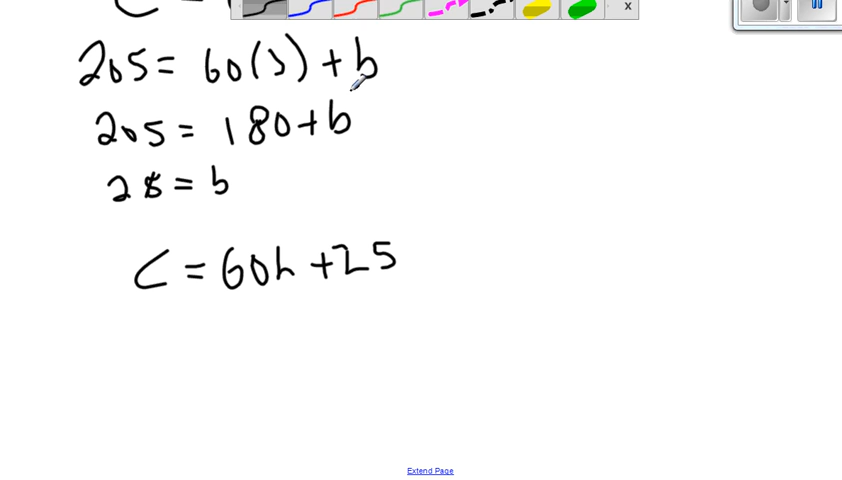 C =
205 = 60(3) + b
205 = 180 + b
25 = b
C = 60h + 25
Extend Page
x